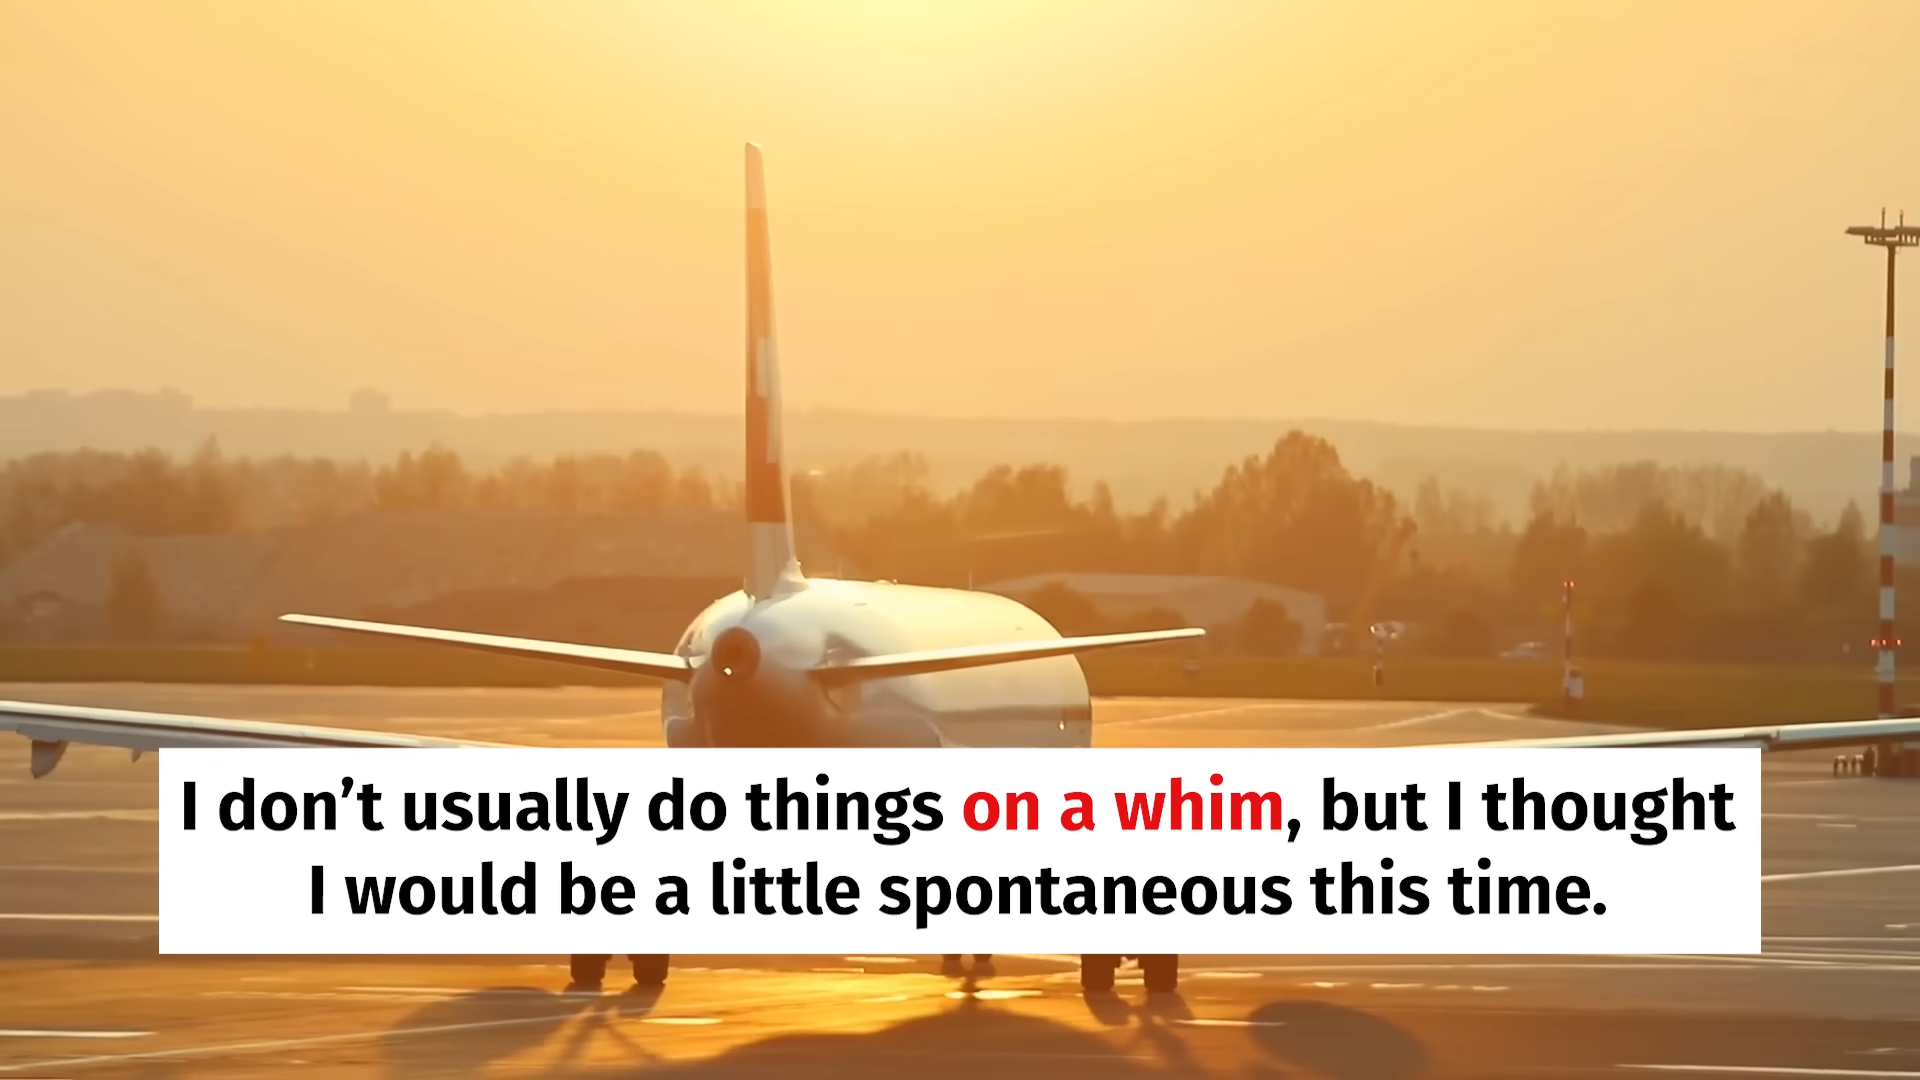 I don’t usually do things on a whim, but I thought
I would be a little spontaneous this time.